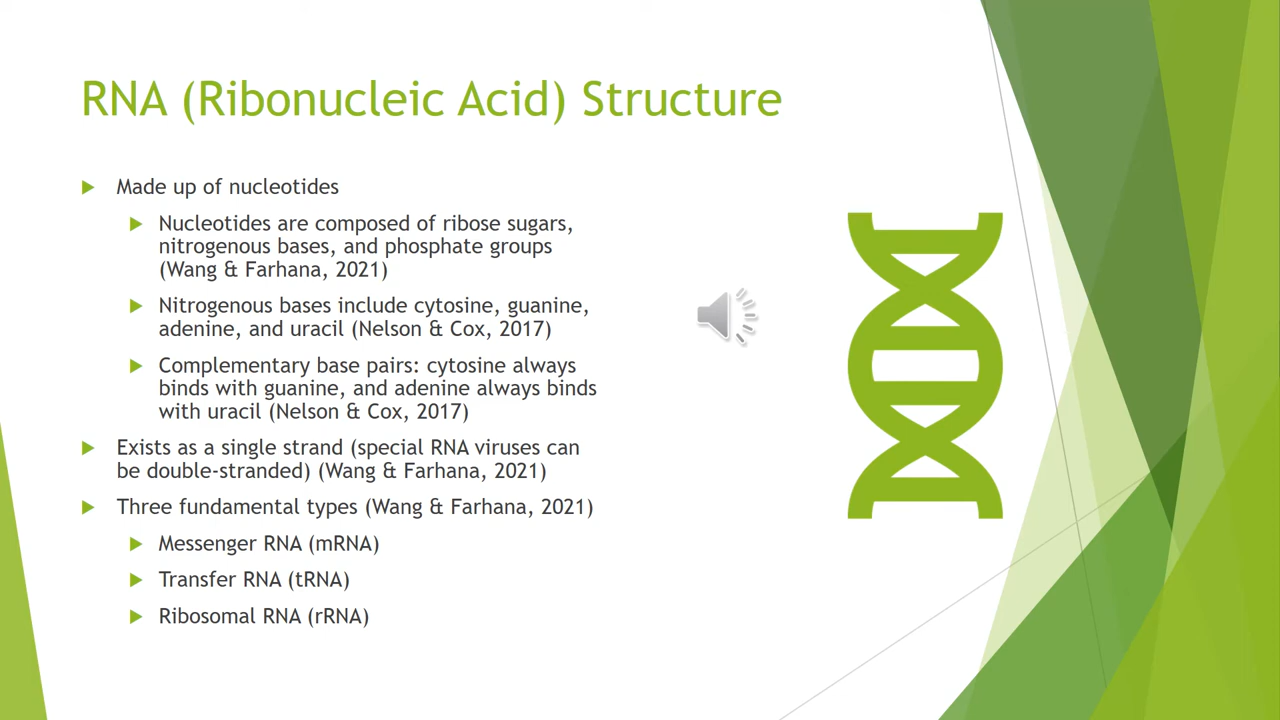 RNA (Ribonucleic Acid) Structure
Made up of nucleotides
Nucleotides are composed of ribose sugars,
nitrogenous bases, and phosphate groups
(Wang & Farhana, 2021)
Nitrogenous bases include cytosine, guanine,
adenine, and uracil (Nelson & Cox, 2017)
Complementary base pairs: cytosine always
binds with guanine, and adenine always binds
with uracil (Nelson & Cox, 2017)
Exists as a single strand (special RNA viruses can
be double-stranded) (Wang & Farhana, 2021)
Three fundamental types (Wang & Farhana, 2021)
Messenger RNA (mRNA)
Transfer RNA (tRNA)
Ribosomal RNA (rRNA)